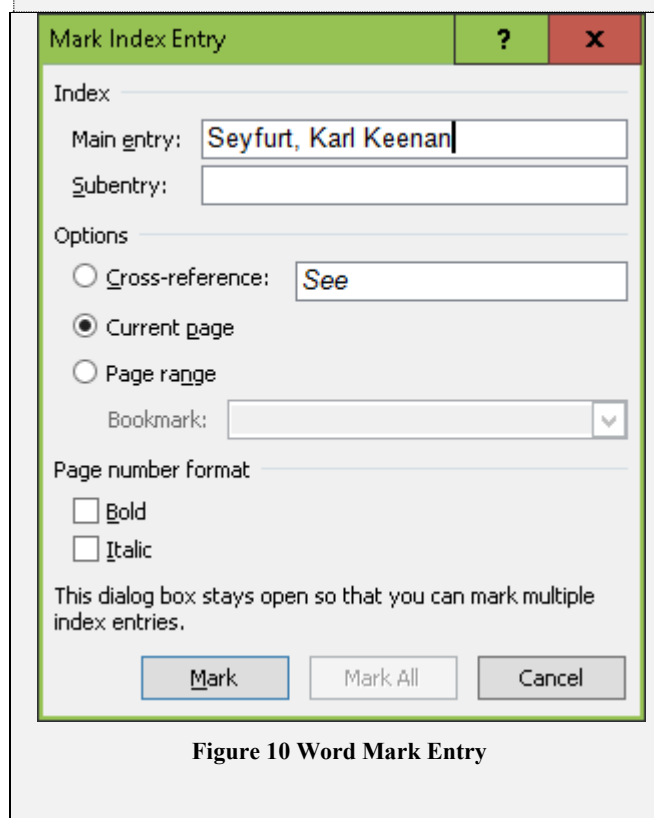 Mark Index Entry ? x
Index
Main entry: Seyfurt, Karl Keenan
Subentry:
Options
Cross-reference: See
Current page
Page range
Bookmark:
Page number format
Bold
Italic
This dialog box stays open so that you can mark multiple
index entries.
Mark Mark All Cancel
Figure 10 Word Mark Entry